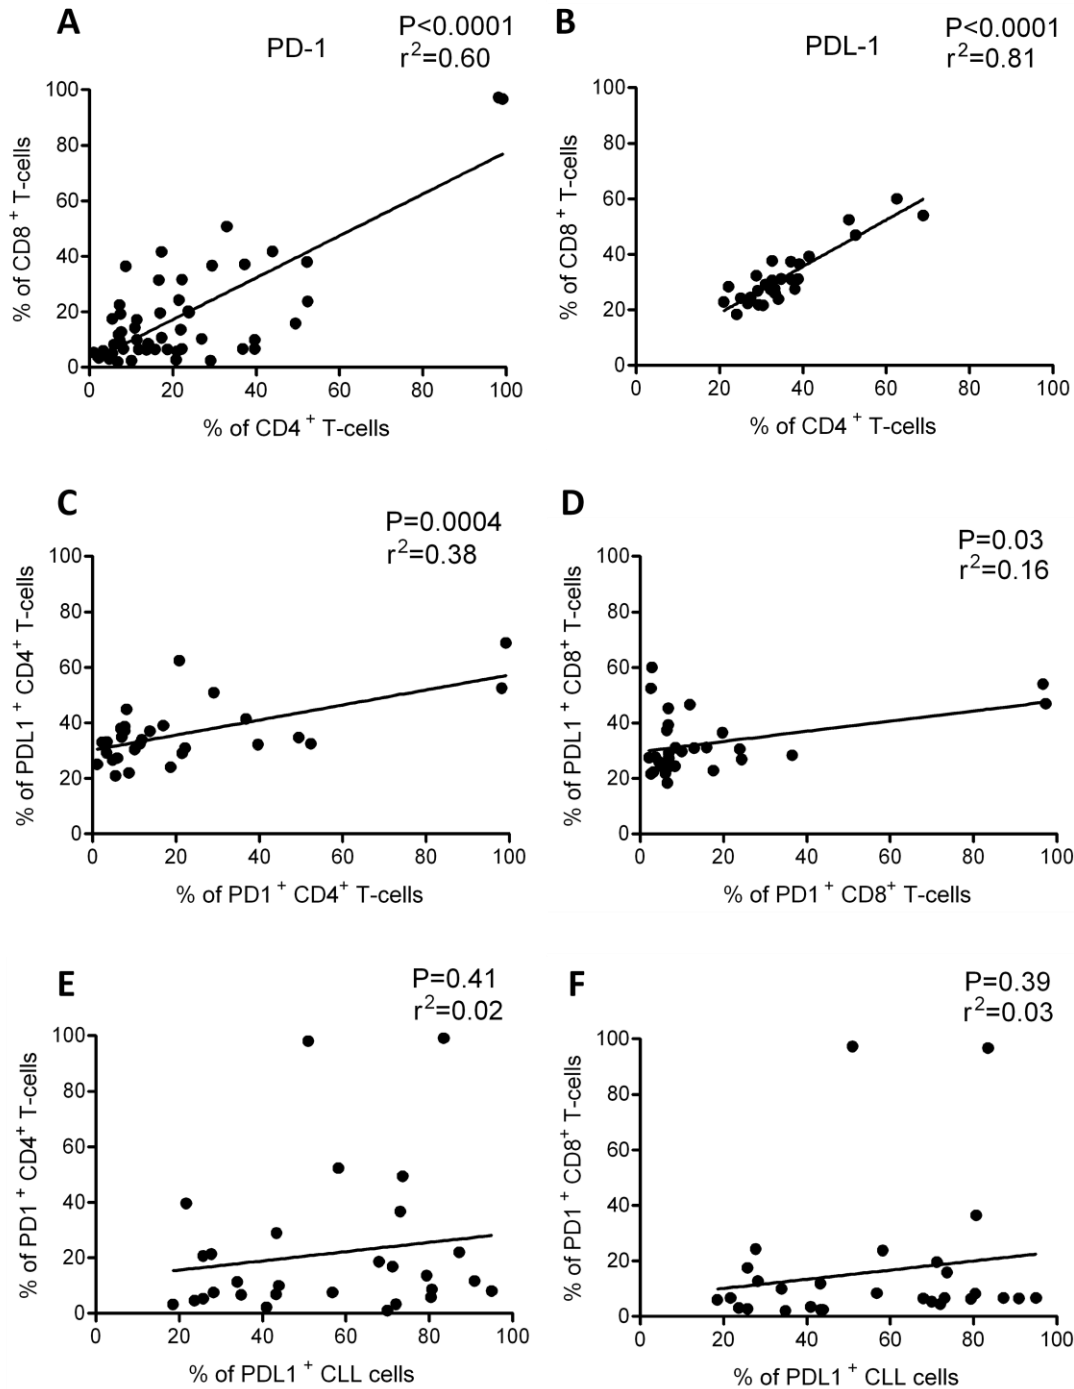 A
PD-1
P<0.0001
r²=0.60
% of CD8 + T-cells
100
80
60
40
20
0
0 20 40 60 80 100
% of CD4 + T-cells
B
PDL-1
P<0.0001
r²=0.81
% of CD8 + T-cells
100
80
60
40
20
0
0 20 40 60 80 100
% of CD4 + T-cells
C
P=0.0004
r²=0.38
% of PDL1 + CD4+ T-cells
100
80
60
40
20
0
0 20 40 60 80 100
% of PD1 + CD4+ T-cells
D
P=0.03
r²=0.16
% of PDL1 + CD8+ T-cells
100
80
60
40
20
0
0 20 40 60 80 100
% of PD1 + CD8+ T-cells
E
P=0.41
r²=0.02
% of PD1 + CD4+ T-cells
100
80
60
40
20
0
0 20 40 60 80 100
% of PDL1 + CLL cells
F
P=0.39
r²=0.03
% of PD1 + CD8+ T-cells
100
80
60
40
20
0
0 20 40 60 80 100
% of PDL1 + CLL cells